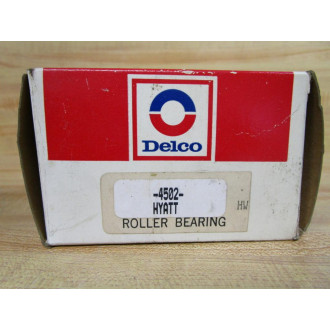 Delco
-4502-
HYATT
HW
ROLLER BEARING